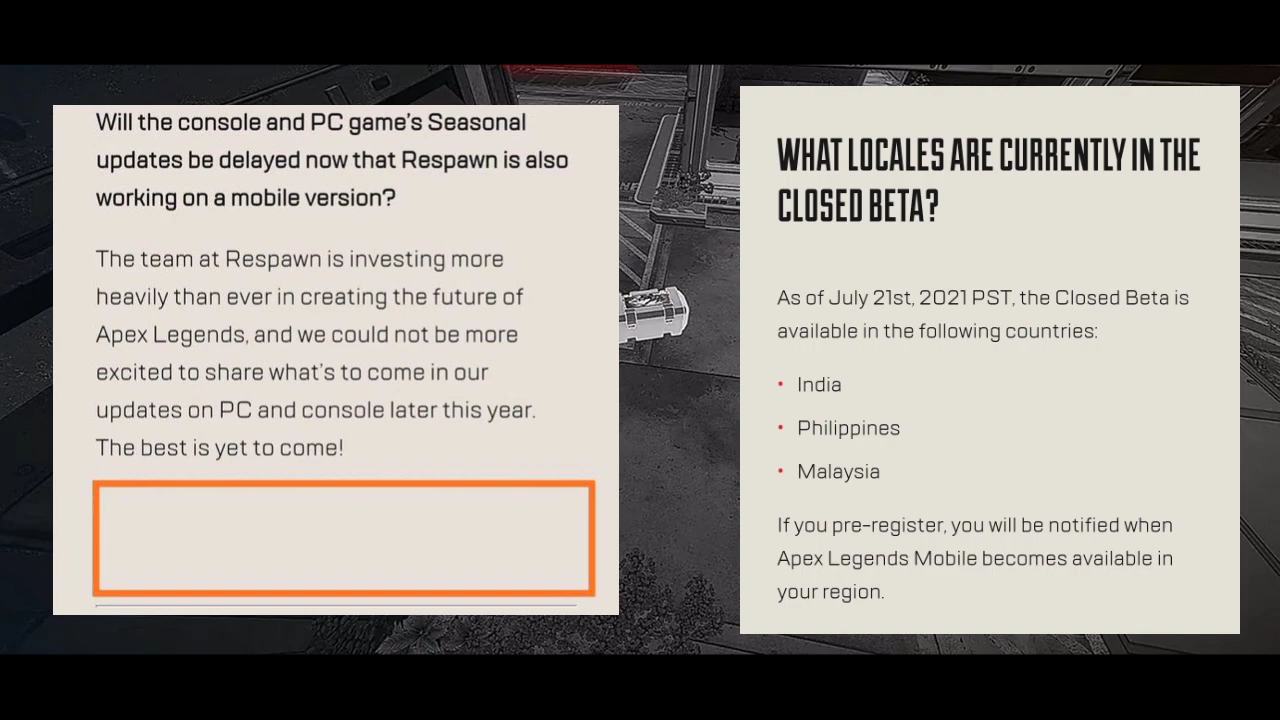 Will the console and PC game's Seasonal
updates be delayed now that Respawn is also
working on a mobile version?
The team at Respawn is investing more
heavily than ever in creating the future of
Apex Legends, and we could not be more
excited to share what's to come in our
updates on PC and console later this year.
The best is yet to come!
WHAT LOCALES ARE CURRENTLY IN THE
CLOSED BETA?
As of July 21st, 2021 PST, the Closed Beta is
available in the following countries:
• India
• Philippines
• Malaysia
If you pre-register, you will be notified when
Apex Legends Mobile becomes available in
your region.